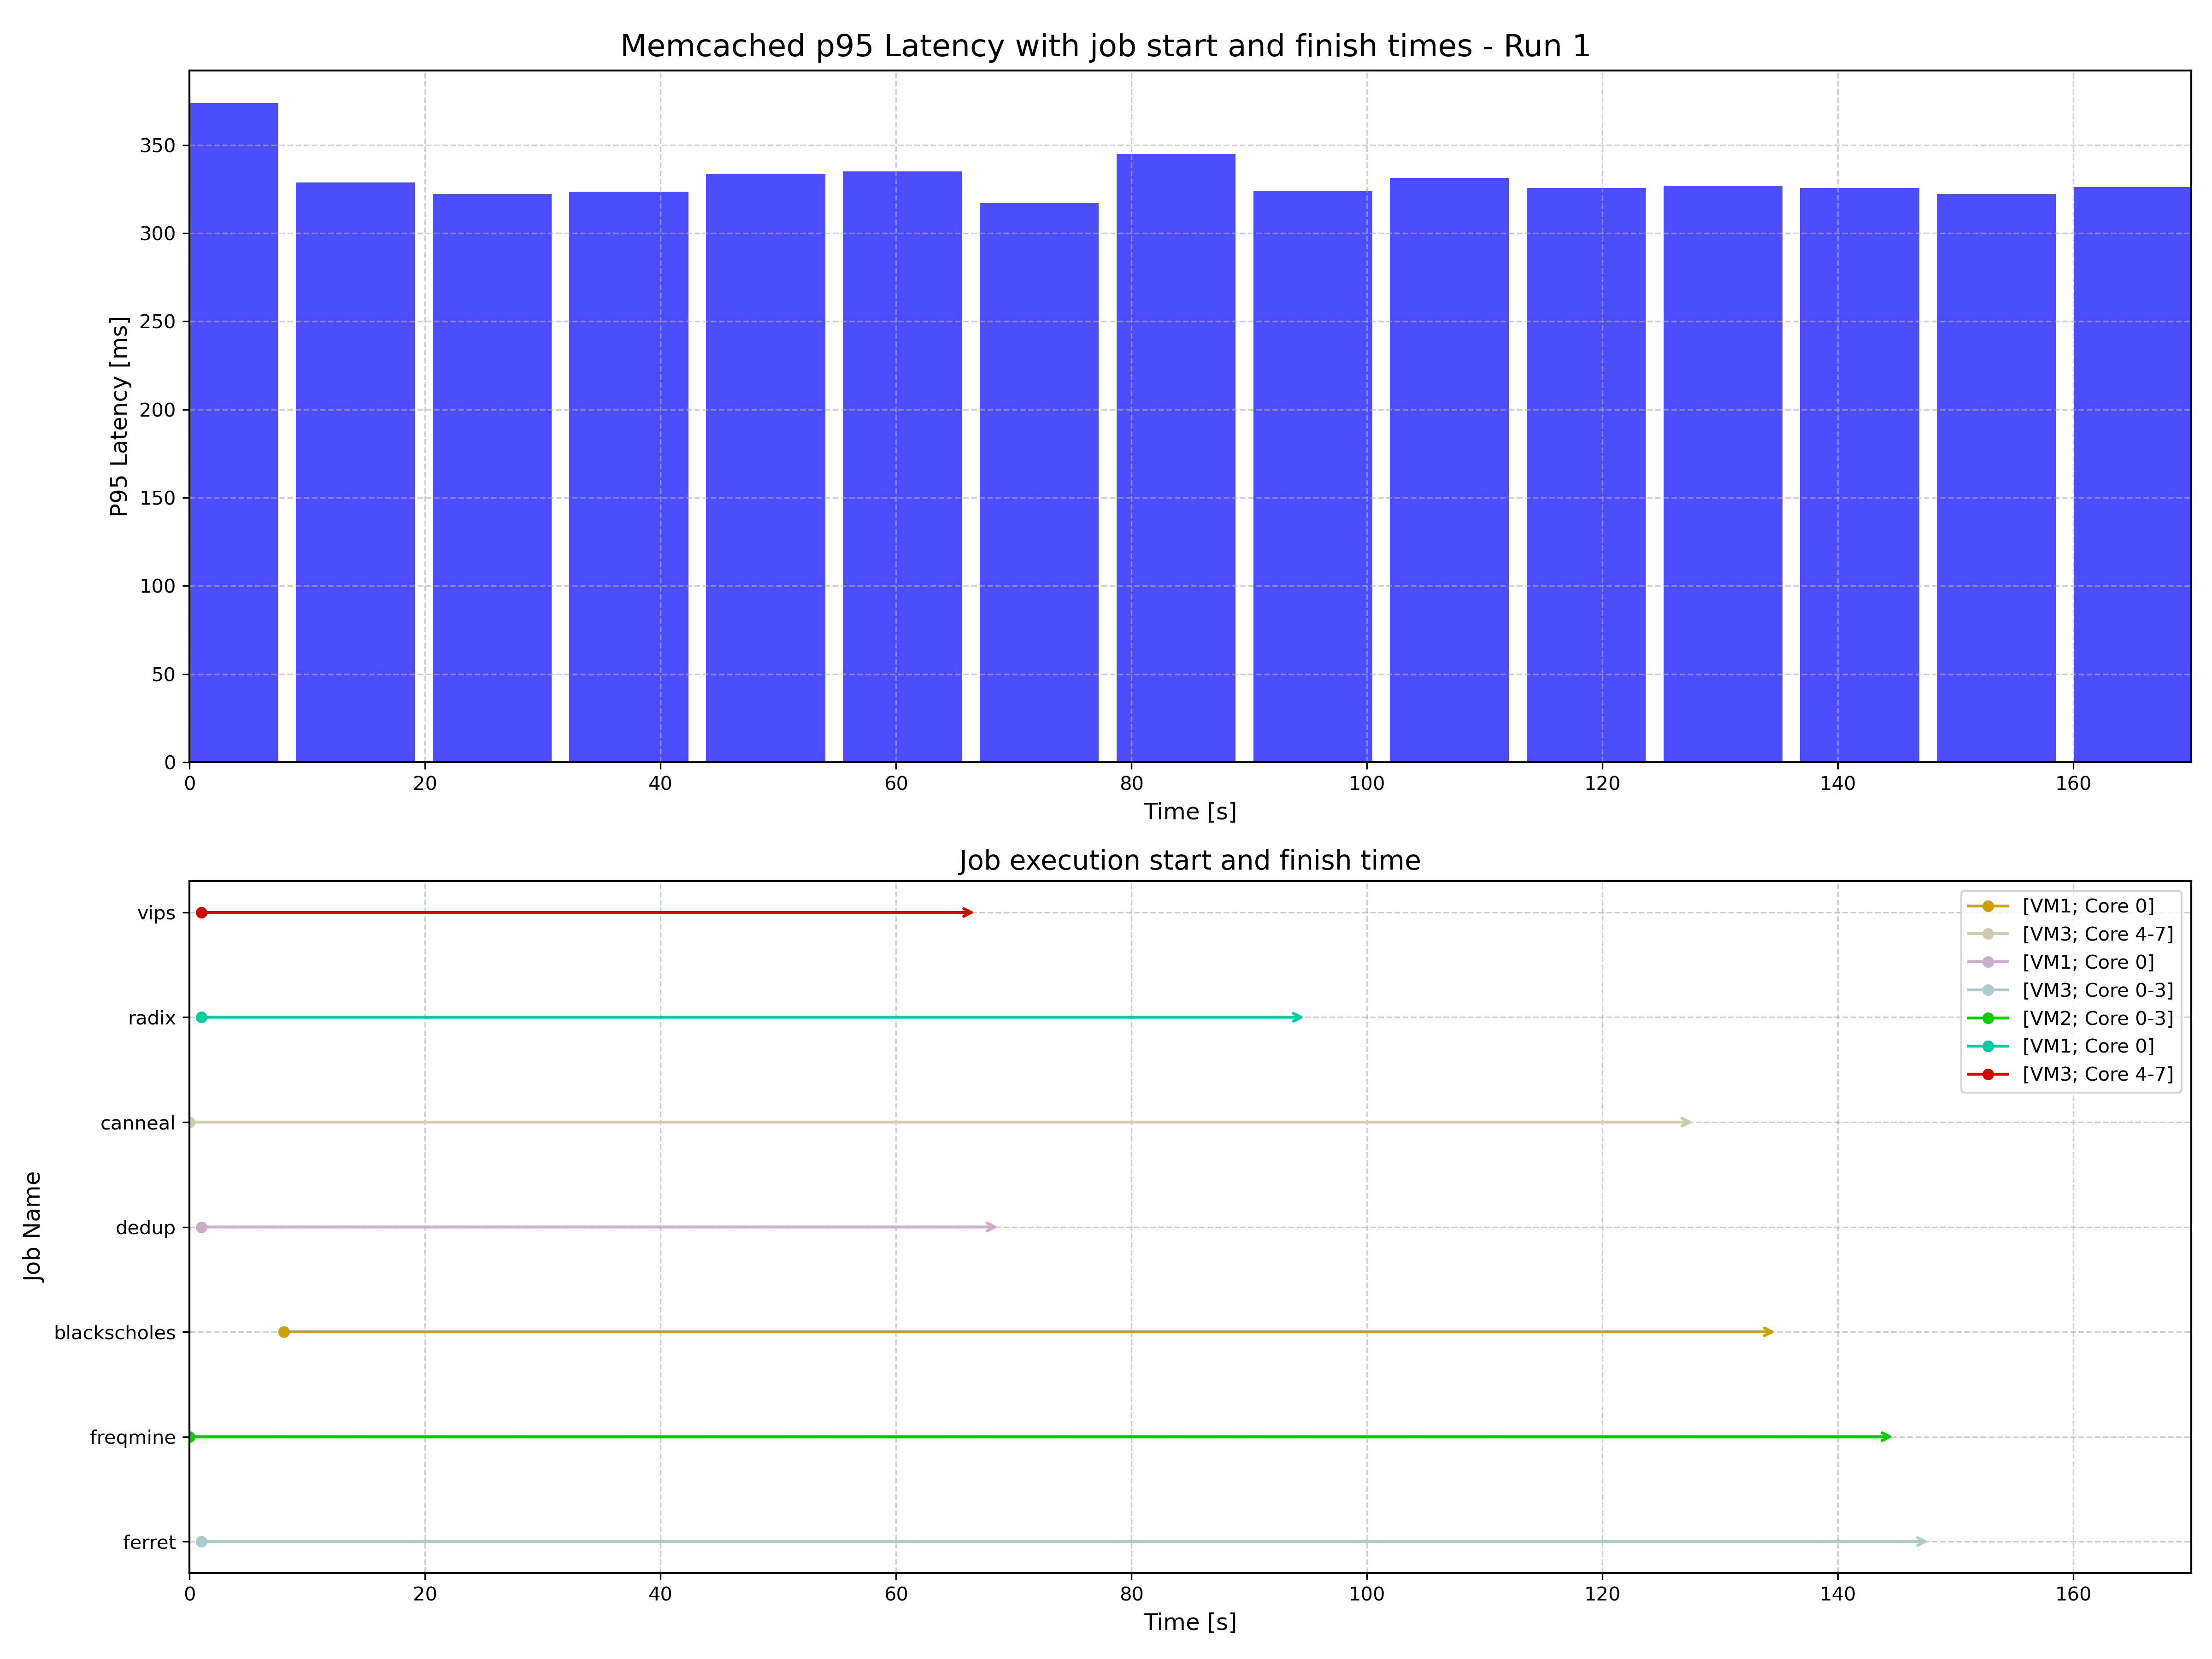 Memcached p95 Latency with job start and finish times - Run 1
P95 Latency [ms]
350
300
250
200
150
100
50
0
0 20 40 60 80 100 120 140 160
Time [s]
Job execution start and finish time
Job Name
vips
radix
canneal
dedup
blackscholes
freqmine
ferret
[VM1; Core 0]
[VM3; Core 4-7]
[VM1; Core 0]
[VM3; Core 0-3]
[VM2; Core 0-3]
[VM1; Core 0]
[VM3; Core 4-7]
0 20 40 60 80 100 120 140 160
Time [s]